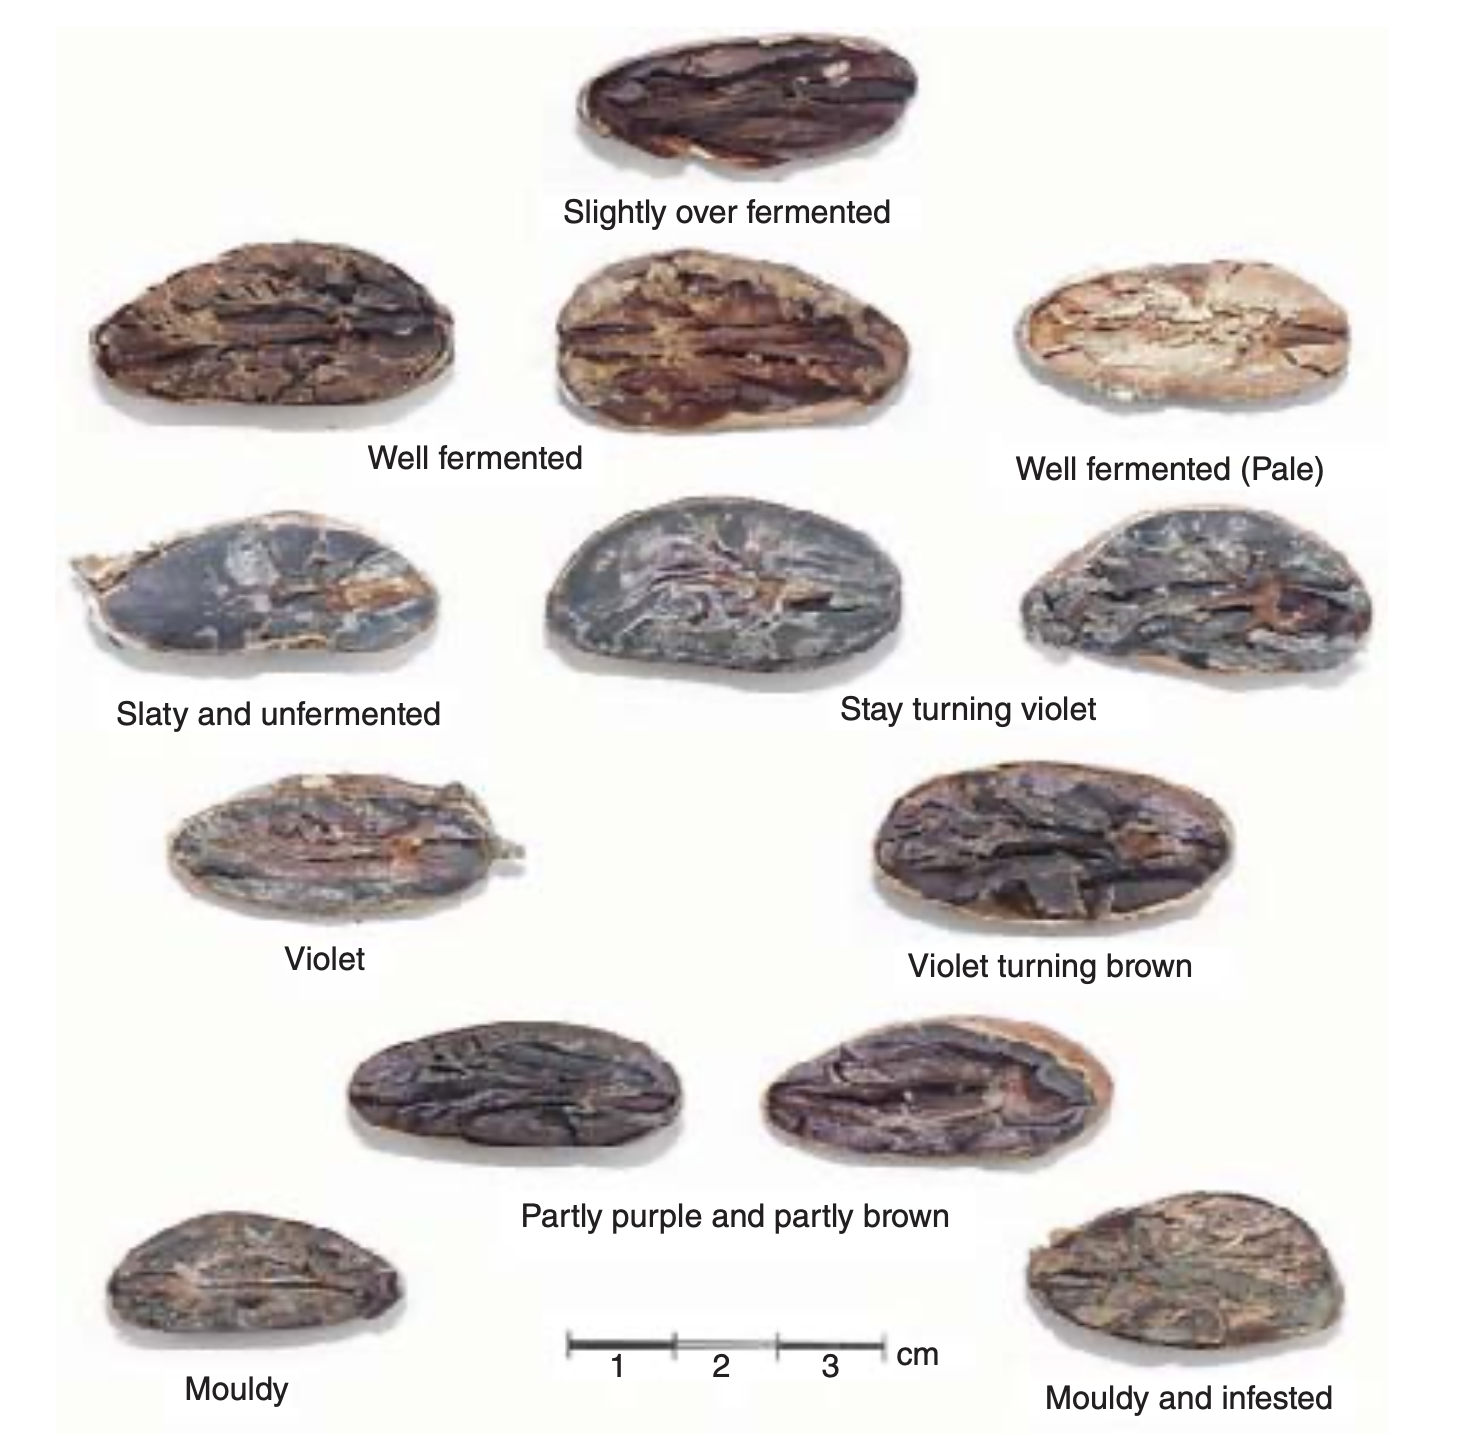 Slightly over fermented
Well fermented
Well fermented (Pale)
Slaty and unfermented
Stay turning violet
Violet
Violet turning brown
Partly purple and partly brown
Mouldy
1 2 3 cm
Mouldy and infested